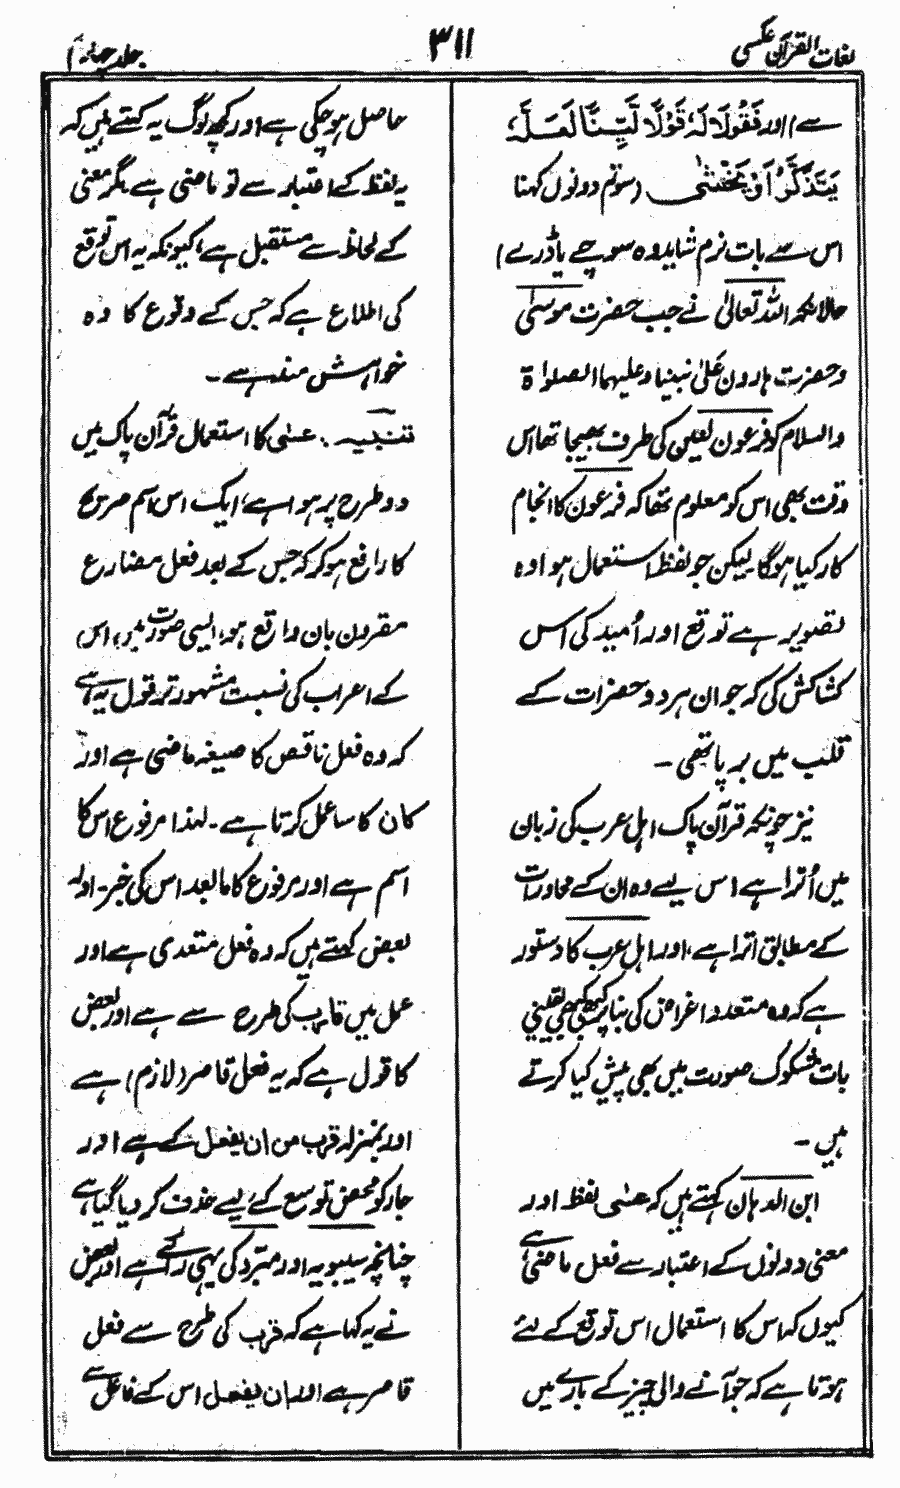 لغات القرآن عکسی
۳۱۱
جلد چہارم
سے) اور فَقُولَا لَہٗ قَوْلًا لَیِّنًا لَعَلَّہٗ
یَتَذَکَّرُ اَوْ یَخْشٰی (سو تم دونوں کہنا
اس سے بات نرم شاید وہ سوچے یا ڈرے)
حالانکہ اللہ تعالیٰ نے جب حضرت موسیٰ
و حضرت ہارون علیٰ نبینا و علیہما الصلوٰۃ
والسلام کو فرعون لعین کی طرف بھیجا تھا اس
وقت بھی اس کو معلوم تھا کہ فرعون کا انجام
کار کیا ہوگا لیکن جو لفظ استعمال ہوا وہ
تصویر ہے توقع اور اُمید کی اس
کشاکش کی کہ جو ان ہر دو حضرات کے
قلب میں برپا تھی ۔
نیز چونکہ قرآن پاک اہل عرب کی زبان
میں اُترا ہے اس لیے وہ ان کے محاورات
کے مطابق اترا ہے، اور اہل عرب کا دستور
ہے کہ وہ متعدد اغراض کی بنا پر کبھی کبھی یقینی
بات مشکوک صورت میں بھی پیش کیا کرتے
ہیں ۔
ابن الدہان کہتے ہیں کہ عسٰی لفظ اور
معنی دونوں کے اعتبار سے فعل ماضی ہے
کیوں کہ اس کا استعمال اس توقع کے لئے
ہوتا ہے کہ جو آنے والی چیز کے بارے میں
حاصل ہو چکی ہے اور کچھ لوگ یہ کہتے ہیں کہ
یہ لفظ کے اعتبار سے تو ماضی ہے مگر معنی
کے لحاظ سے مستقبل ہے، کیونکہ یہ اس توقع
کی اطلاع ہے کہ جس کے وقوع کا وہ
خواہش مند ہے ۔
تنبیہ ۔ عسٰی کا استعمال قرآن پاک میں
دو طرح پر ہوا ہے، ایک اس اسم صریح
کا رافع ہو کر کہ جس کے بعد فعل مضارع
مقرون بان واقع ہو، ایسی صورت میں، اس
کے اعراب کی نسبت مشہور تر قول یہ ہے
کہ وہ فعل ناقص کا صیغہ ماضی ہے اور
کان کا سا عمل کرتا ہے ۔ لہٰذا مرفوع اس کا
اسم ہے اور مرفوع کا مابعد اس کی خبر ۔ اور
بعض کہتے ہیں کہ وہ فعل متعدی ہے اور
عمل میں قارب کی طرح سے ہے اور بعض
کا قول ہے کہ یہ فعل قاصر (لازم) ہے
اور بمنزلہ قرب من ان یفعل کے ہے اور
جار کو محض توسع کے لیے حذف کر دیا گیا ہے
چنانچہ سیبویہ اور مبرّد کی یہی رائے ہے اور بعض
نے یہ کہا ہے کہ قرب کی طرح سے فعل
قاصر ہے اور ان یفعل اس کے فاعل سے